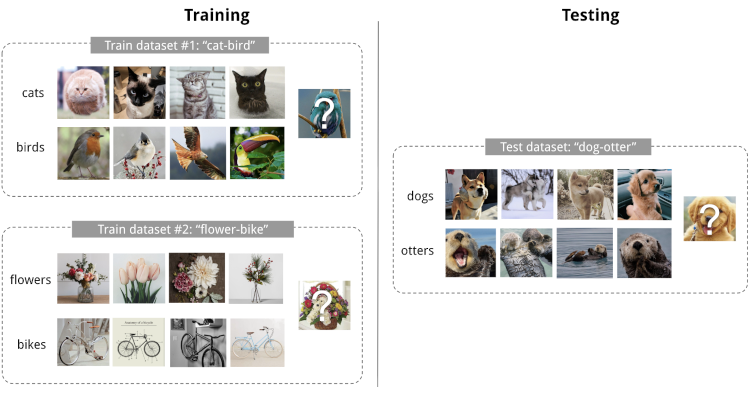 Training
Testing
Train dataset #1: “cat-bird”
cats
?
birds
Train dataset #2: “flower-bike”
flowers
?
bikes
Test dataset: “dog-otter”
dogs
?
otters